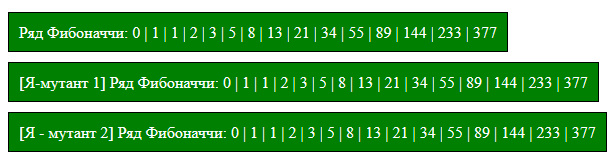 Ряд Фибоначчи: 0 | 1 | 1 | 2 | 3 | 5 | 8 | 13 | 21 | 34 | 55 | 89 | 144 | 233 | 377
[Я-мутант 1] Ряд Фибоначчи: 0 | 1 | 1 | 2 | 3 | 5 | 8 | 13 | 21 | 34 | 55 | 89 | 144 | 233 | 377
[Я - мутант 2] Ряд Фибоначчи: 0 | 1 | 1 | 2 | 3 | 5 | 8 | 13 | 21 | 34 | 55 | 89 | 144 | 233 | 377